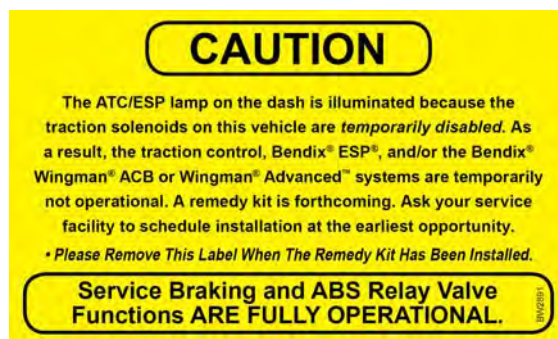 CAUTION
The ATC/ESP lamp on the dash is illuminated because the
traction solenoids on this vehicle are temporarily disabled. As
a result, the traction control, Bendix® ESP®, and/or the Bendix®
Wingman® ACB or Wingman® Advanced™ systems are temporarily
not operational. A remedy kit is forthcoming. Ask your service
facility to schedule installation at the earliest opportunity.
• Please Remove This Label When The Remedy Kit Has Been Installed.
Service Braking and ABS Relay Valve
Functions ARE FULLY OPERATIONAL.
BW2891